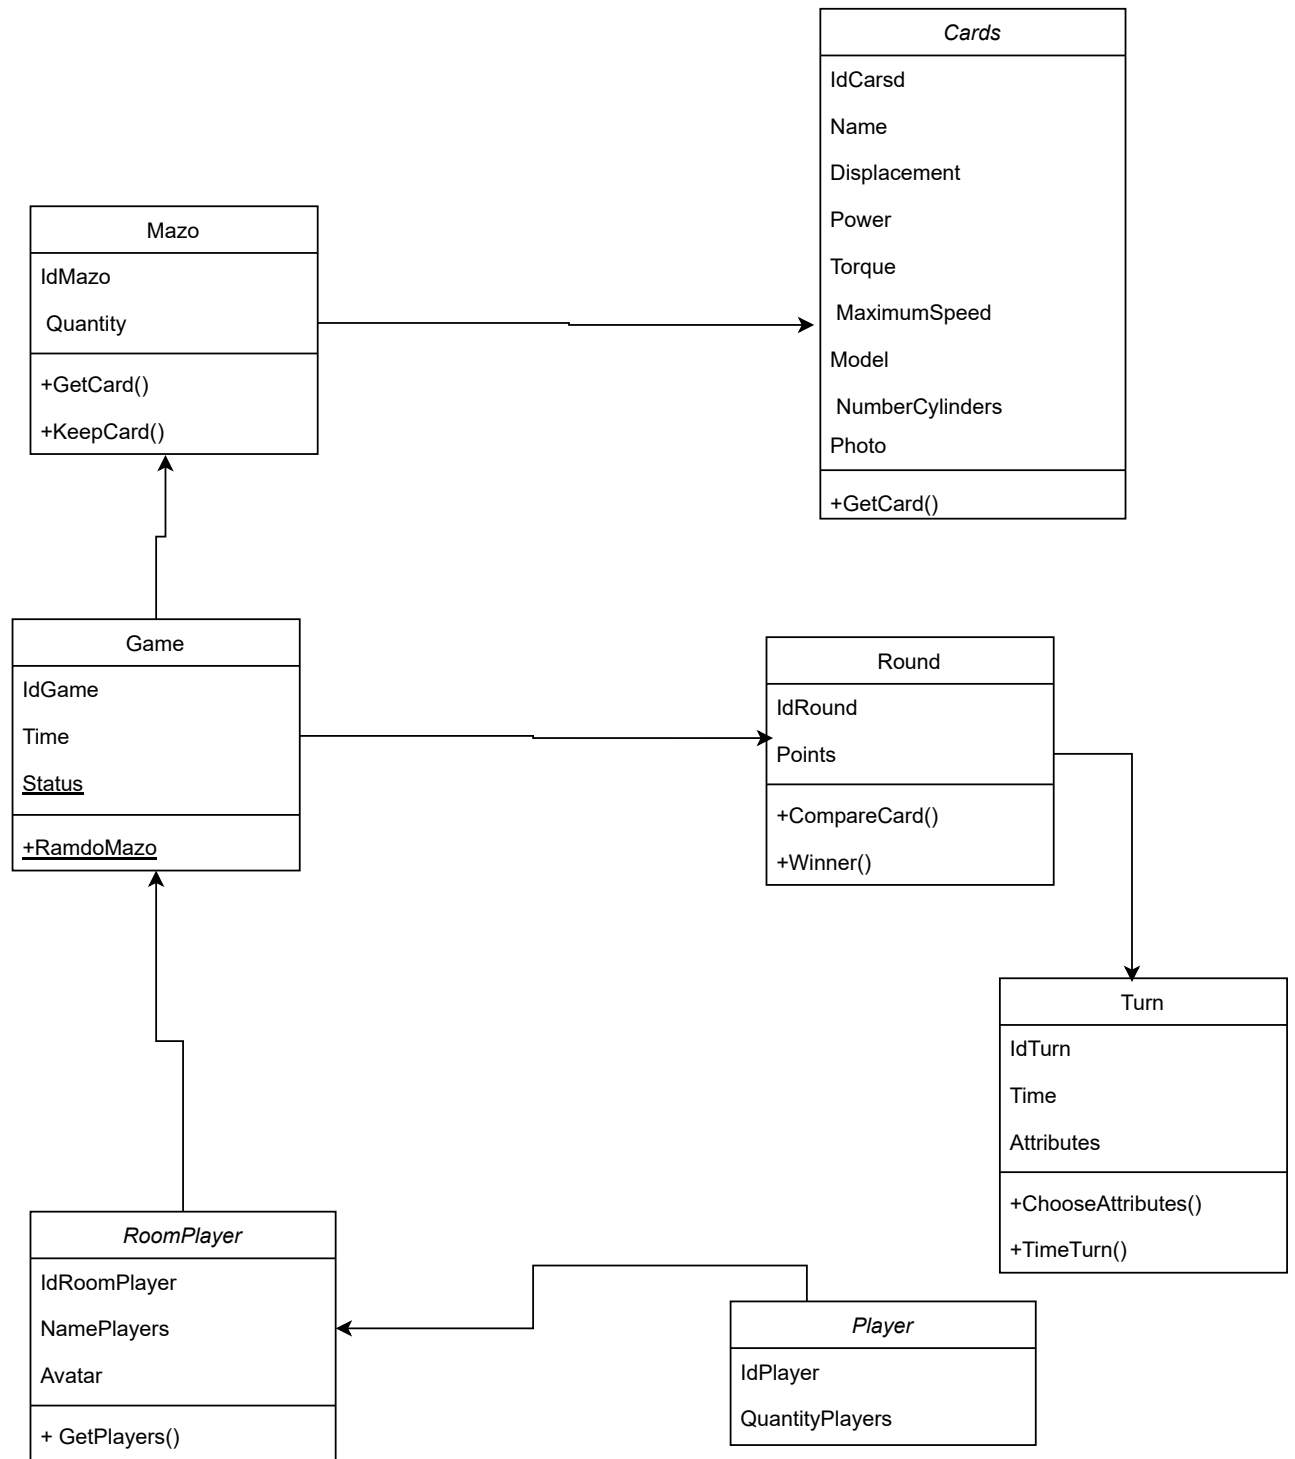 Cards
IdCarsd
Name
Displacement
Power
Torque
MaximumSpeed
Model
NumberCylinders
Photo
+GetCard()
Mazo
IdMazo
Quantity
+GetCard()
+KeepCard()
Game
IdGame
Time
Status
+RamdoMazo
Round
IdRound
Points
+CompareCard()
+Winner()
Turn
IdTurn
Time
Attributes
+ChooseAttributes()
+TimeTurn()
RoomPlayer
IdRoomPlayer
NamePlayers
Avatar
+ GetPlayers()
Player
IdPlayer
QuantityPlayers